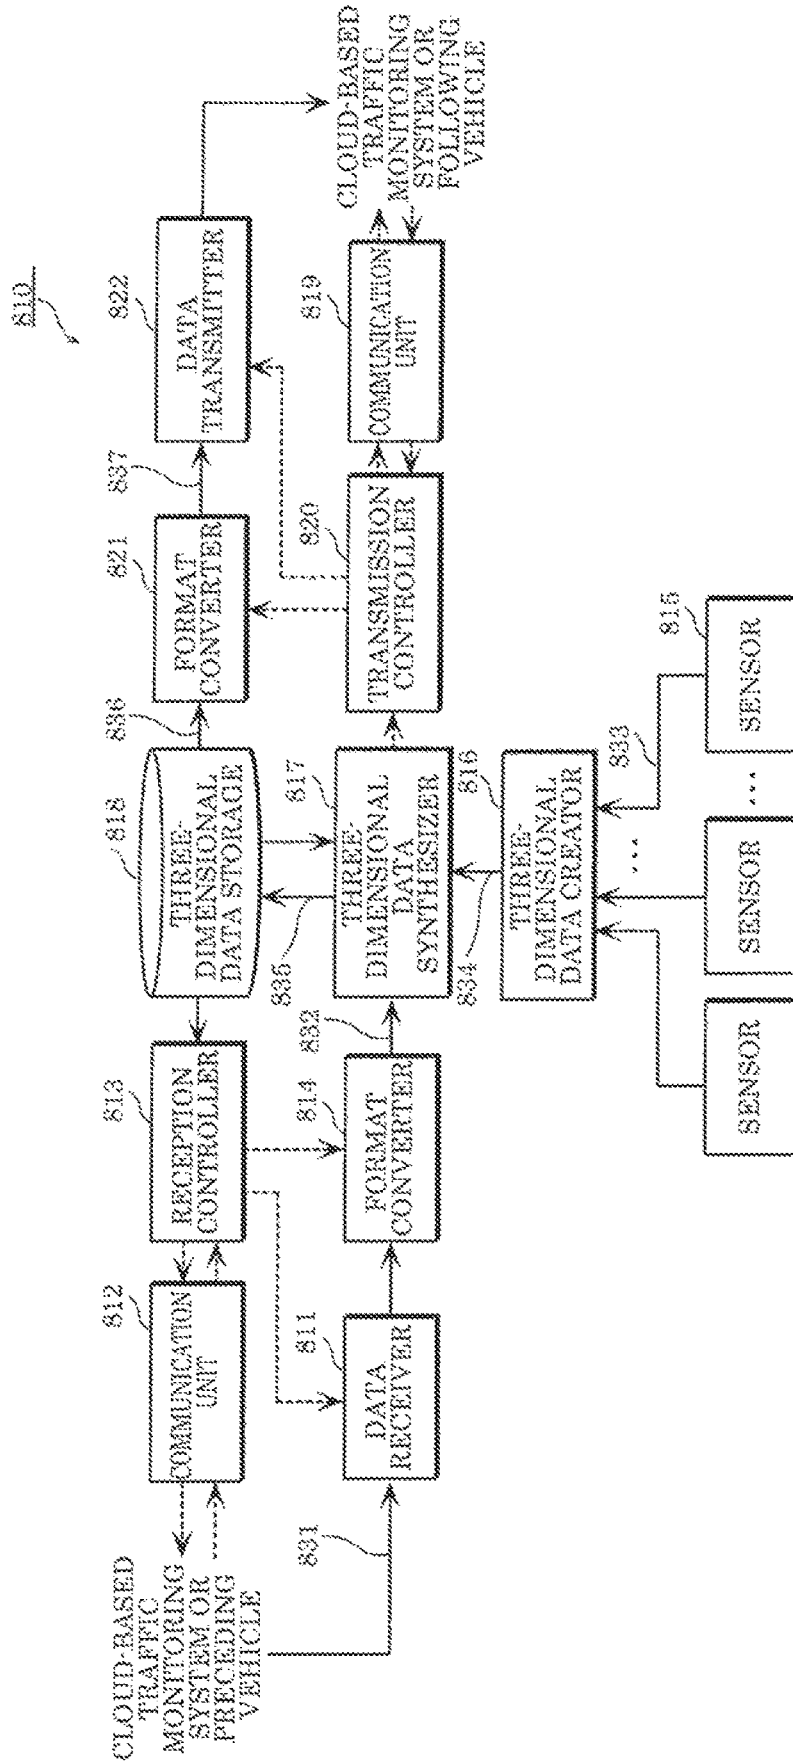 810
CLOUD-BASED
TRAFFIC
MONITORING
SYSTEM OR
PRECEDING
VEHICLE
812
COMMUNICATION
UNIT
813
RECEPTION
CONTROLLER
818
THREE-
DIMENSIONAL
DATA STORAGE
836
821
FORMAT
CONVERTER
837
822
DATA
TRANSMITTER
CLOUD-BASED
TRAFFIC
MONITORING
SYSTEM OR
FOLLOWING
VEHICLE
831
811
DATA
RECEIVER
814
FORMAT
CONVERTER
832
835
817
THREE-
DIMENSIONAL
DATA
SYNTHESIZER
820
TRANSMISSION
CONTROLLER
819
COMMUNICATION
UNIT
834
816
THREE-
DIMENSIONAL
DATA CREATOR
833
...
SENSOR
SENSOR
...
815
SENSOR